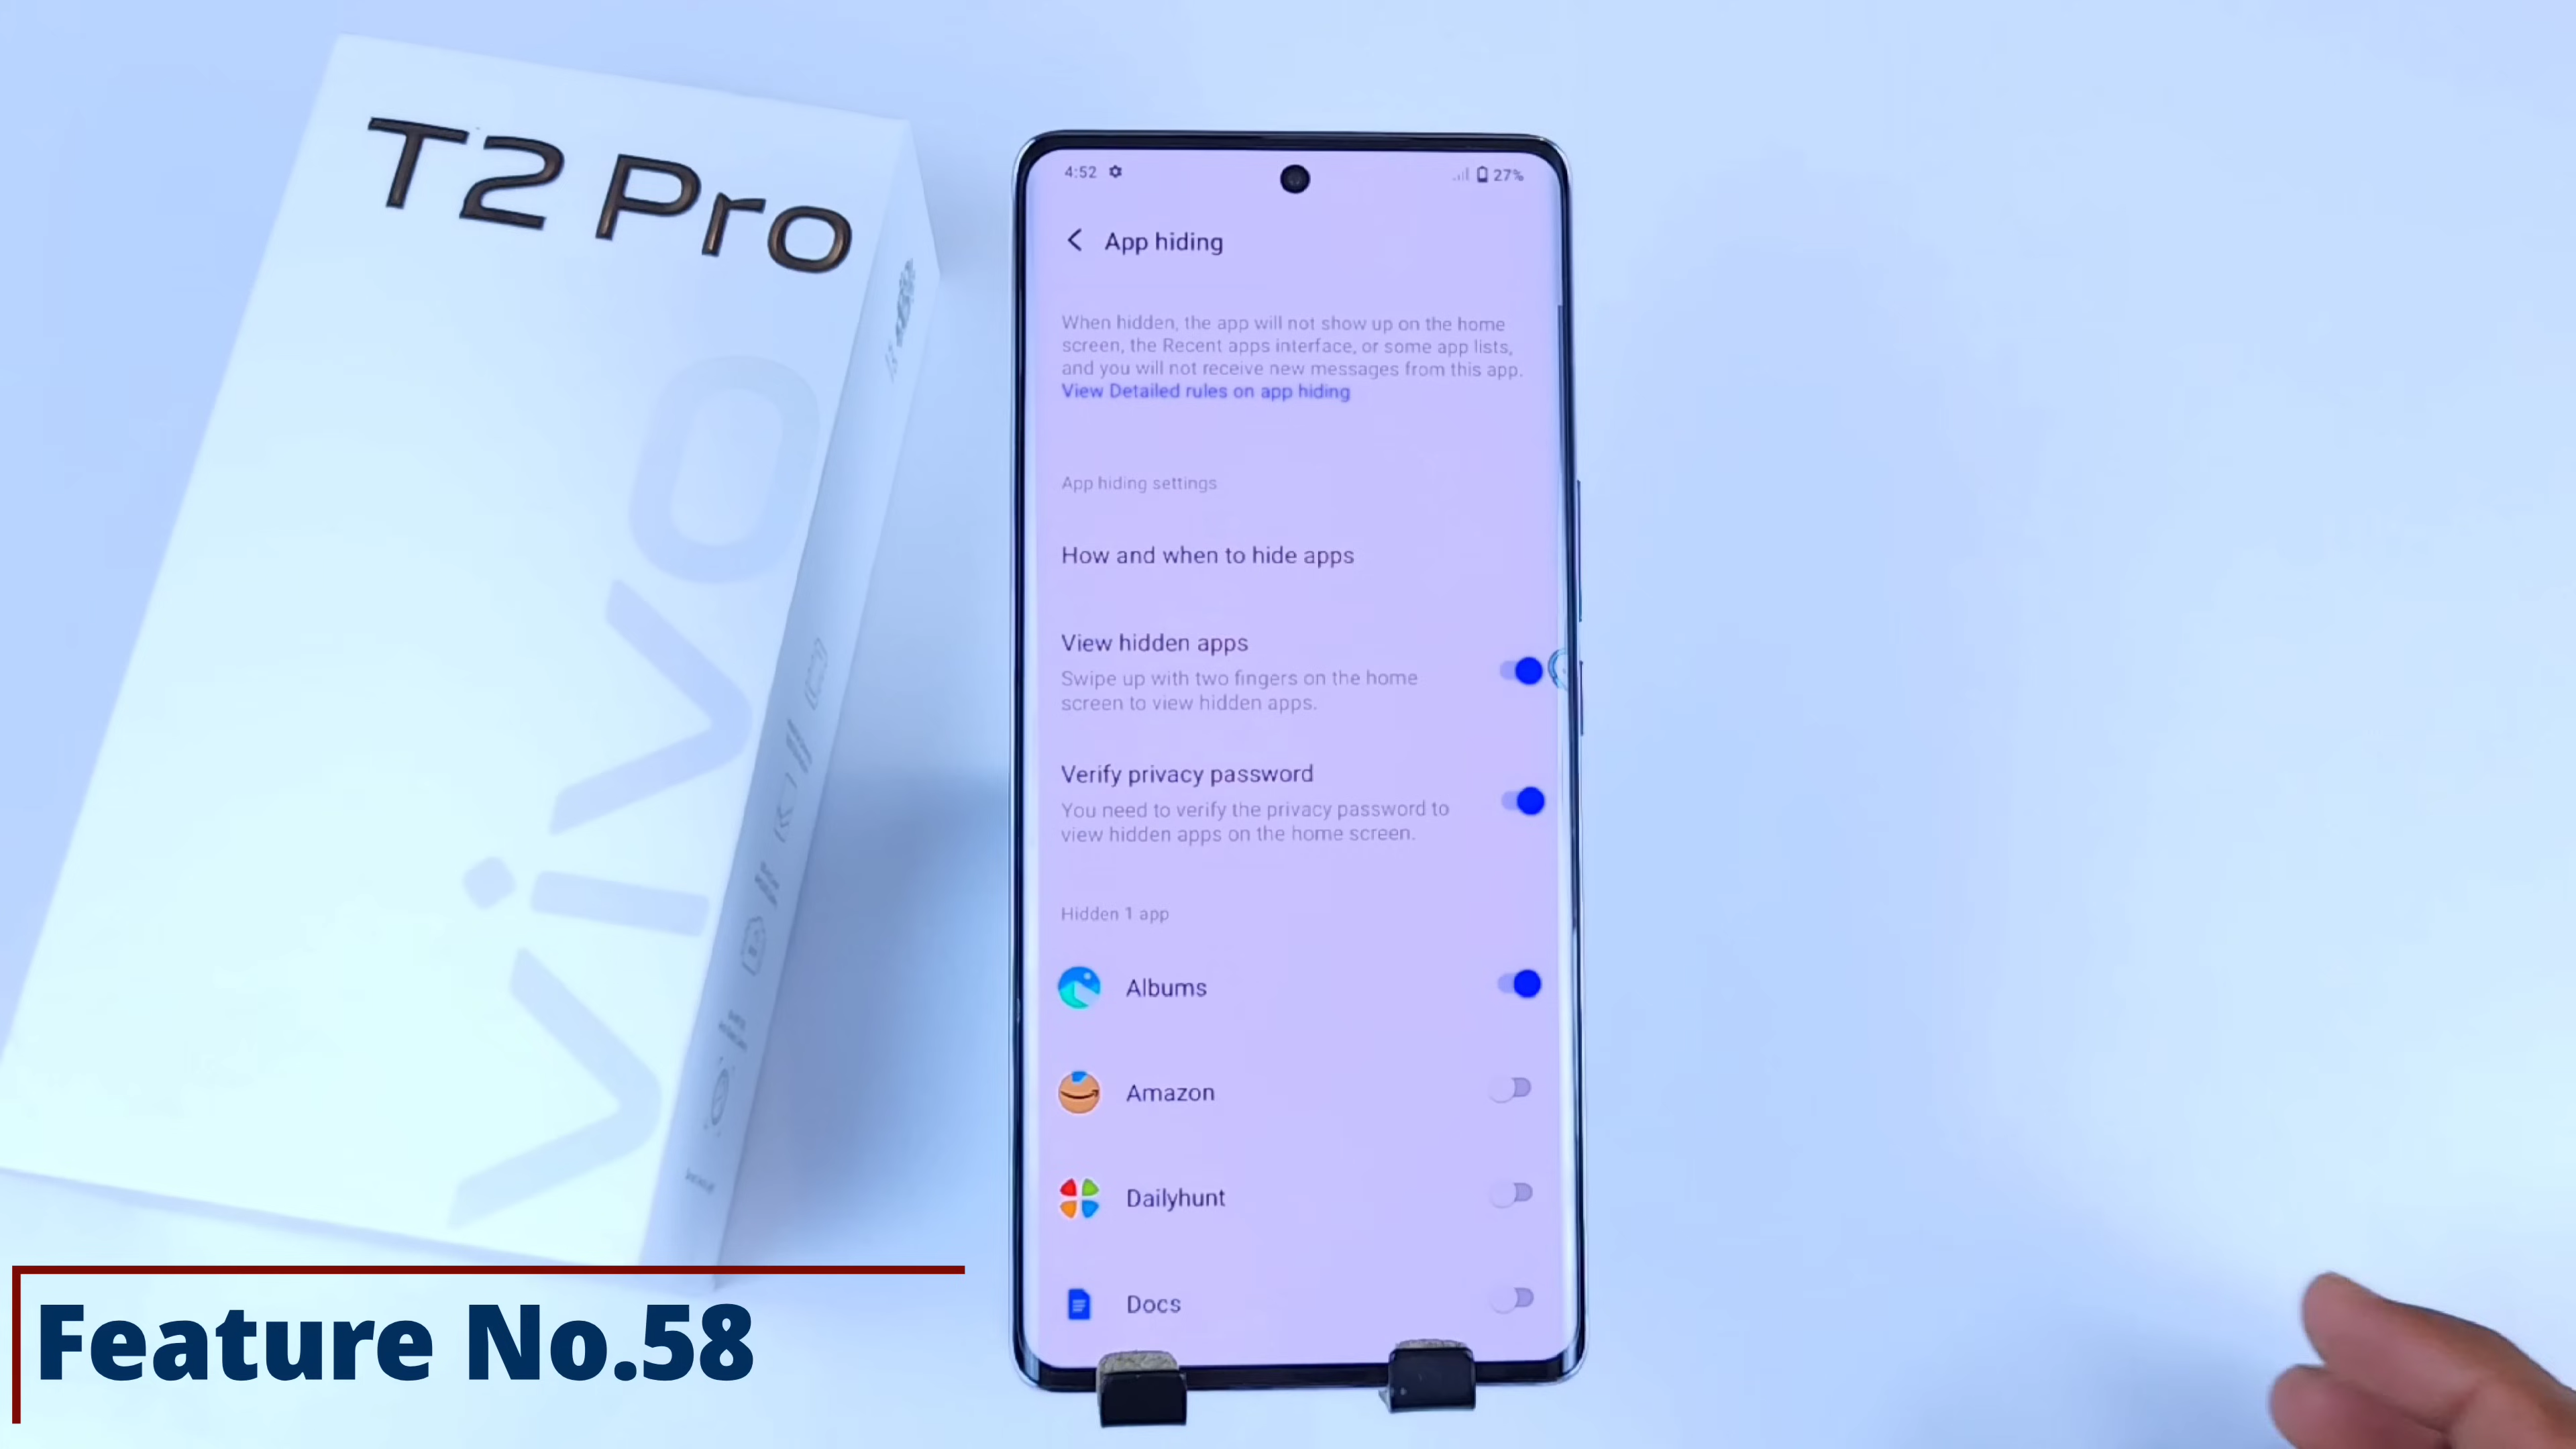 T2 Pro
vivo
4:52
27%
App hiding
When hidden, the app will not show up on the home
screen, the Recent apps interface, or some app lists,
and you will not receive new messages from this app.
View Detailed rules on app hiding
App hiding settings
How and when to hide apps
View hidden apps
Swipe up with two fingers on the home
screen to view hidden apps.
Verify privacy password
You need to verify the privacy password to
view hidden apps on the home screen.
Hidden 1 app
Albums
Amazon
Dailyhunt
Docs
Feature No.58